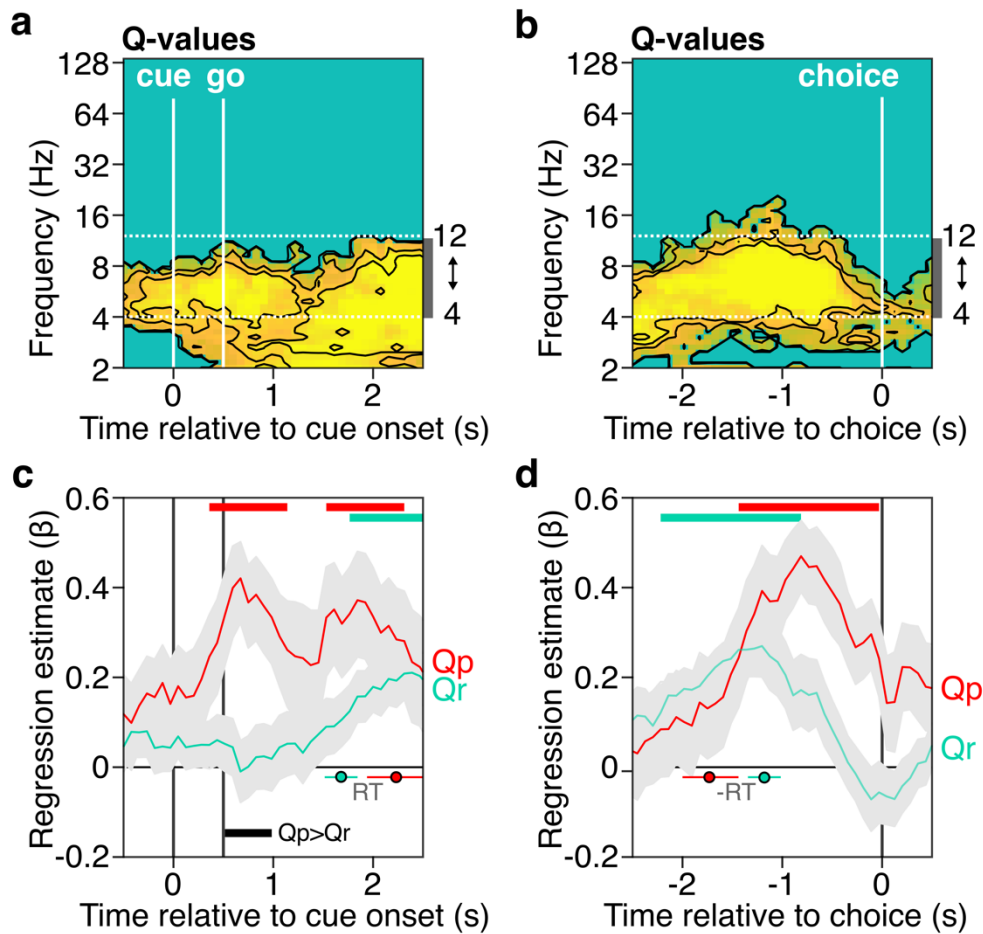 a
Q-values
cue go
128
64
32
16
8
4
2
Frequency (Hz)
12
4
0
1
2
Time relative to cue onset (s)
b
Q-values
choice
128
64
32
16
8
4
2
Frequency (Hz)
12
4
-2
-1
0
Time relative to choice (s)
c
0.6
0.4
0.2
0
-0.2
Regression estimate (β)
Qp
Qr
RT
Qp>Qr
0
1
2
Time relative to cue onset (s)
d
0.6
0.4
0.2
0
-0.2
Regression estimate (β)
Qp
Qr
-RT
-2
-1
0
Time relative to choice (s)